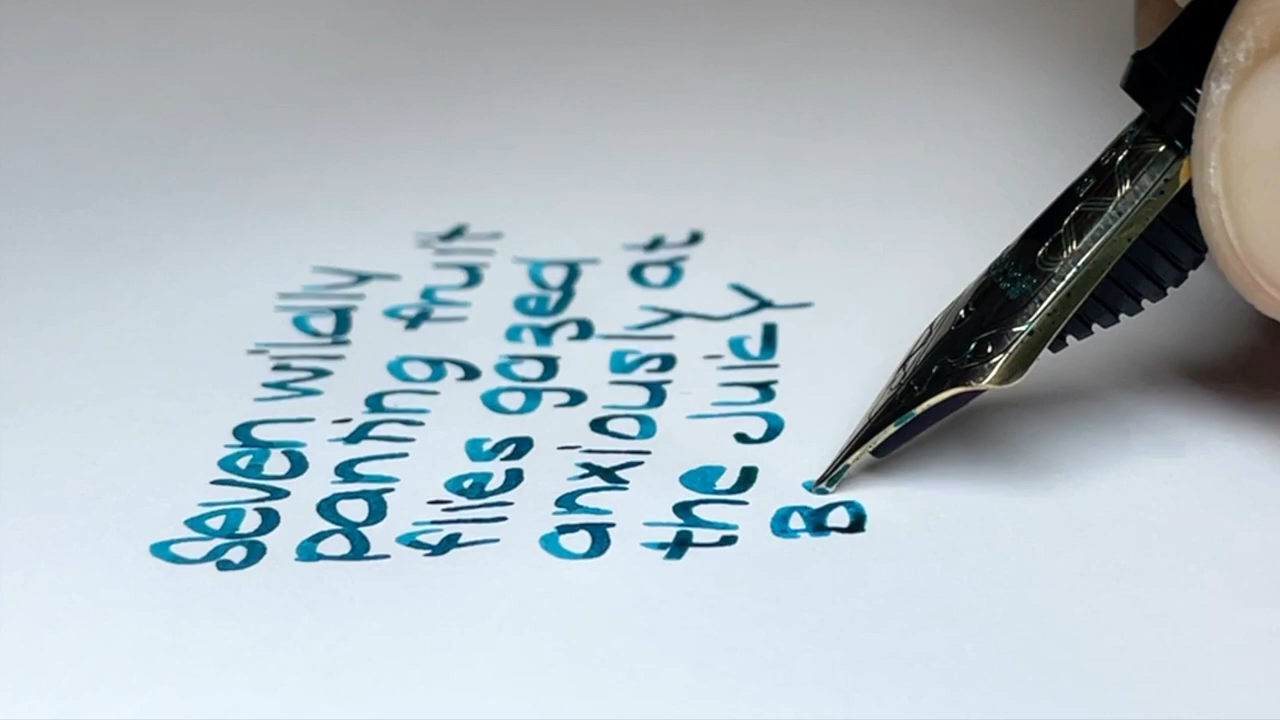 Seven wildly
panting fruit
flies gazed
anxiously at
the Juicy
B